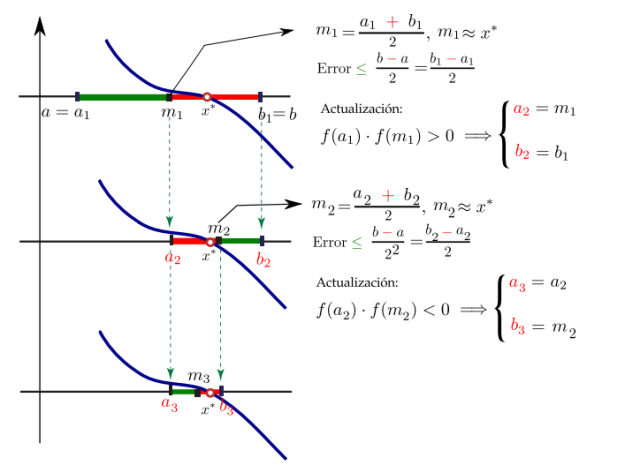 m₁ = (a₁ + b₁)/2, m₁ ≈ x*
Error ≤ (b − a)/2 = (b₁ − a₁)/2
a = a₁ m₁ x* b₁ = b
Actualización:
f(a₁) · f(m₁) > 0 ⟹ { a₂ = m₁
b₂ = b₁
m₂ = (a₂ + b₂)/2, m₂ ≈ x*
m₂
Error ≤ (b − a)/2² = (b₂ − a₂)/2
a₂ x* b₂
Actualización:
f(a₂) · f(m₂) < 0 ⟹ { a₃ = a₂
b₃ = m₂
m₃
a₃ x* b₃